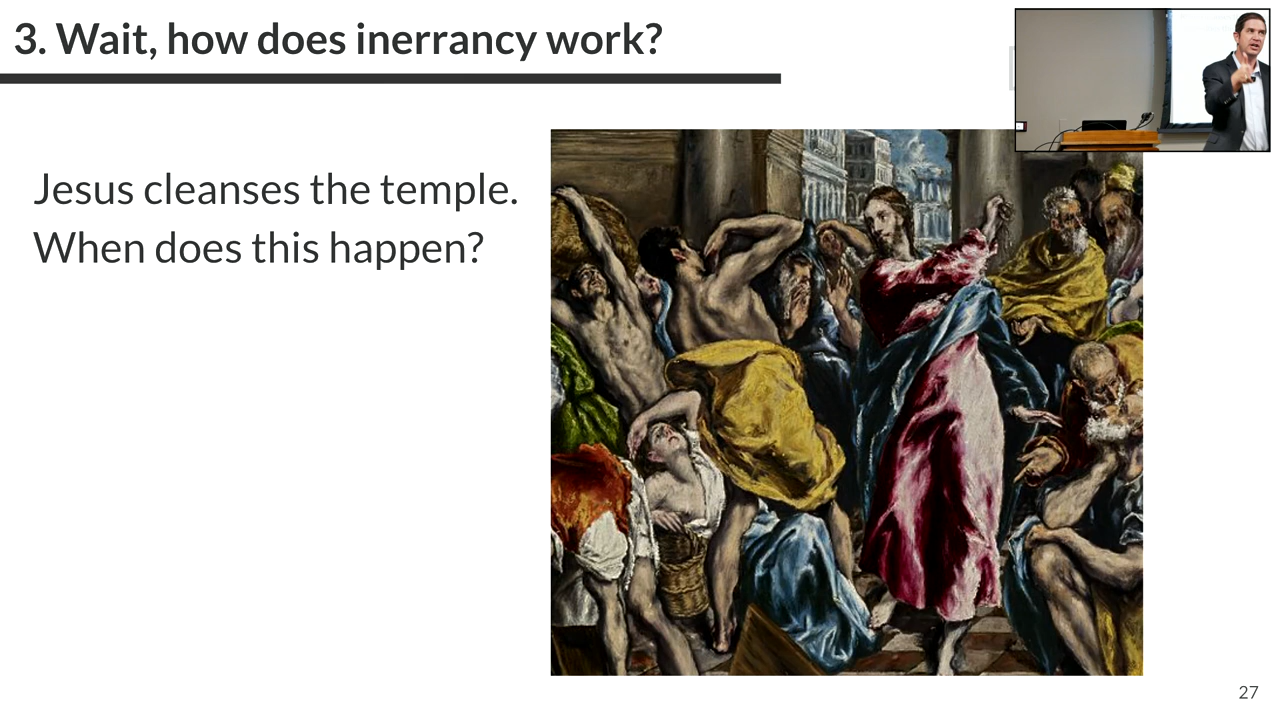 3. Wait, how does inerrancy work?
Jesus cleanses the temple.
When does this happen?
27